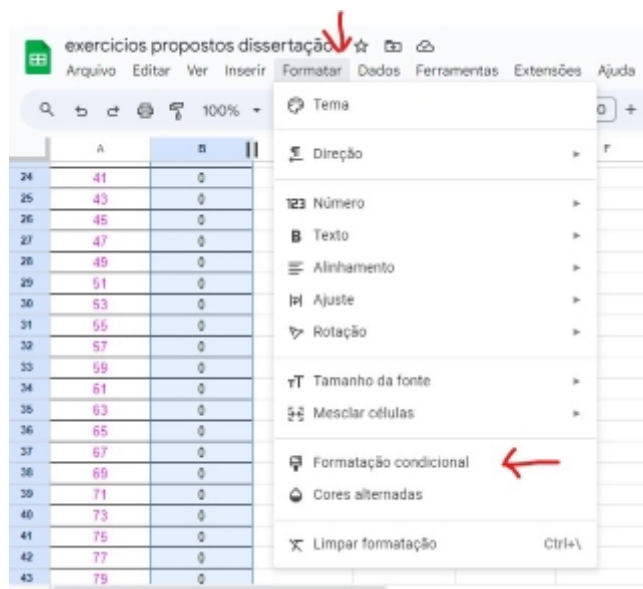 exercicios propostos dissertação
Arquivo Editar Ver Inserir Formatar Dados Ferramentas Extensões Ajuda
100%
Tema
Direção
123 Número
B Texto
Alinhamento
Ajuste
Rotação
Tamanho da fonte
Mesclar células
Formatação condicional
Cores alternadas
Limpar formatação Ctrl+\
A B F
24 41 0
25 43 0
26 45 0
27 47 0
28 49 0
29 51 0
30 53 0
31 55 0
32 57 0
33 59 0
34 61 0
35 63 0
36 65 0
37 67 0
38 69 0
39 71 0
40 73 0
41 75 0
42 77 0
43 79 0